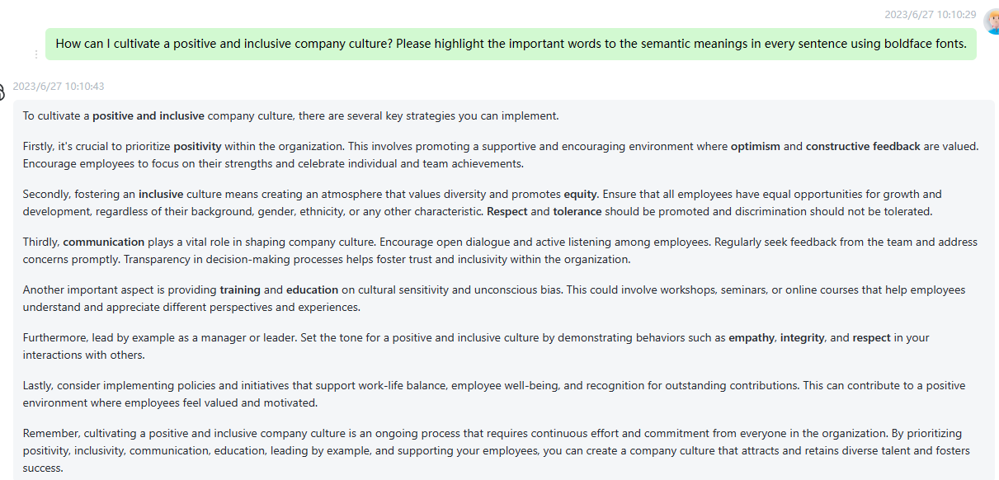 2023/6/27 10:10:29
How can I cultivate a positive and inclusive company culture? Please highlight the important words to the semantic meanings in every sentence using boldface fonts.
2023/6/27 10:10:43
To cultivate a positive and inclusive company culture, there are several key strategies you can implement.
Firstly, it's crucial to prioritize positivity within the organization. This involves promoting a supportive and encouraging environment where optimism and constructive feedback are valued.
Encourage employees to focus on their strengths and celebrate individual and team achievements.
Secondly, fostering an inclusive culture means creating an atmosphere that values diversity and promotes equity. Ensure that all employees have equal opportunities for growth and
development, regardless of their background, gender, ethnicity, or any other characteristic. Respect and tolerance should be promoted and discrimination should not be tolerated.
Thirdly, communication plays a vital role in shaping company culture. Encourage open dialogue and active listening among employees. Regularly seek feedback from the team and address
concerns promptly. Transparency in decision-making processes helps foster trust and inclusivity within the organization.
Another important aspect is providing training and education on cultural sensitivity and unconscious bias. This could involve workshops, seminars, or online courses that help employees
understand and appreciate different perspectives and experiences.
Furthermore, lead by example as a manager or leader. Set the tone for a positive and inclusive culture by demonstrating behaviors such as empathy, integrity, and respect in your
interactions with others.
Lastly, consider implementing policies and initiatives that support work-life balance, employee well-being, and recognition for outstanding contributions. This can contribute to a positive
environment where employees feel valued and motivated.
Remember, cultivating a positive and inclusive company culture is an ongoing process that requires continuous effort and commitment from everyone in the organization. By prioritizing
positivity, inclusivity, communication, education, leading by example, and supporting your employees, you can create a company culture that attracts and retains diverse talent and fosters
success.